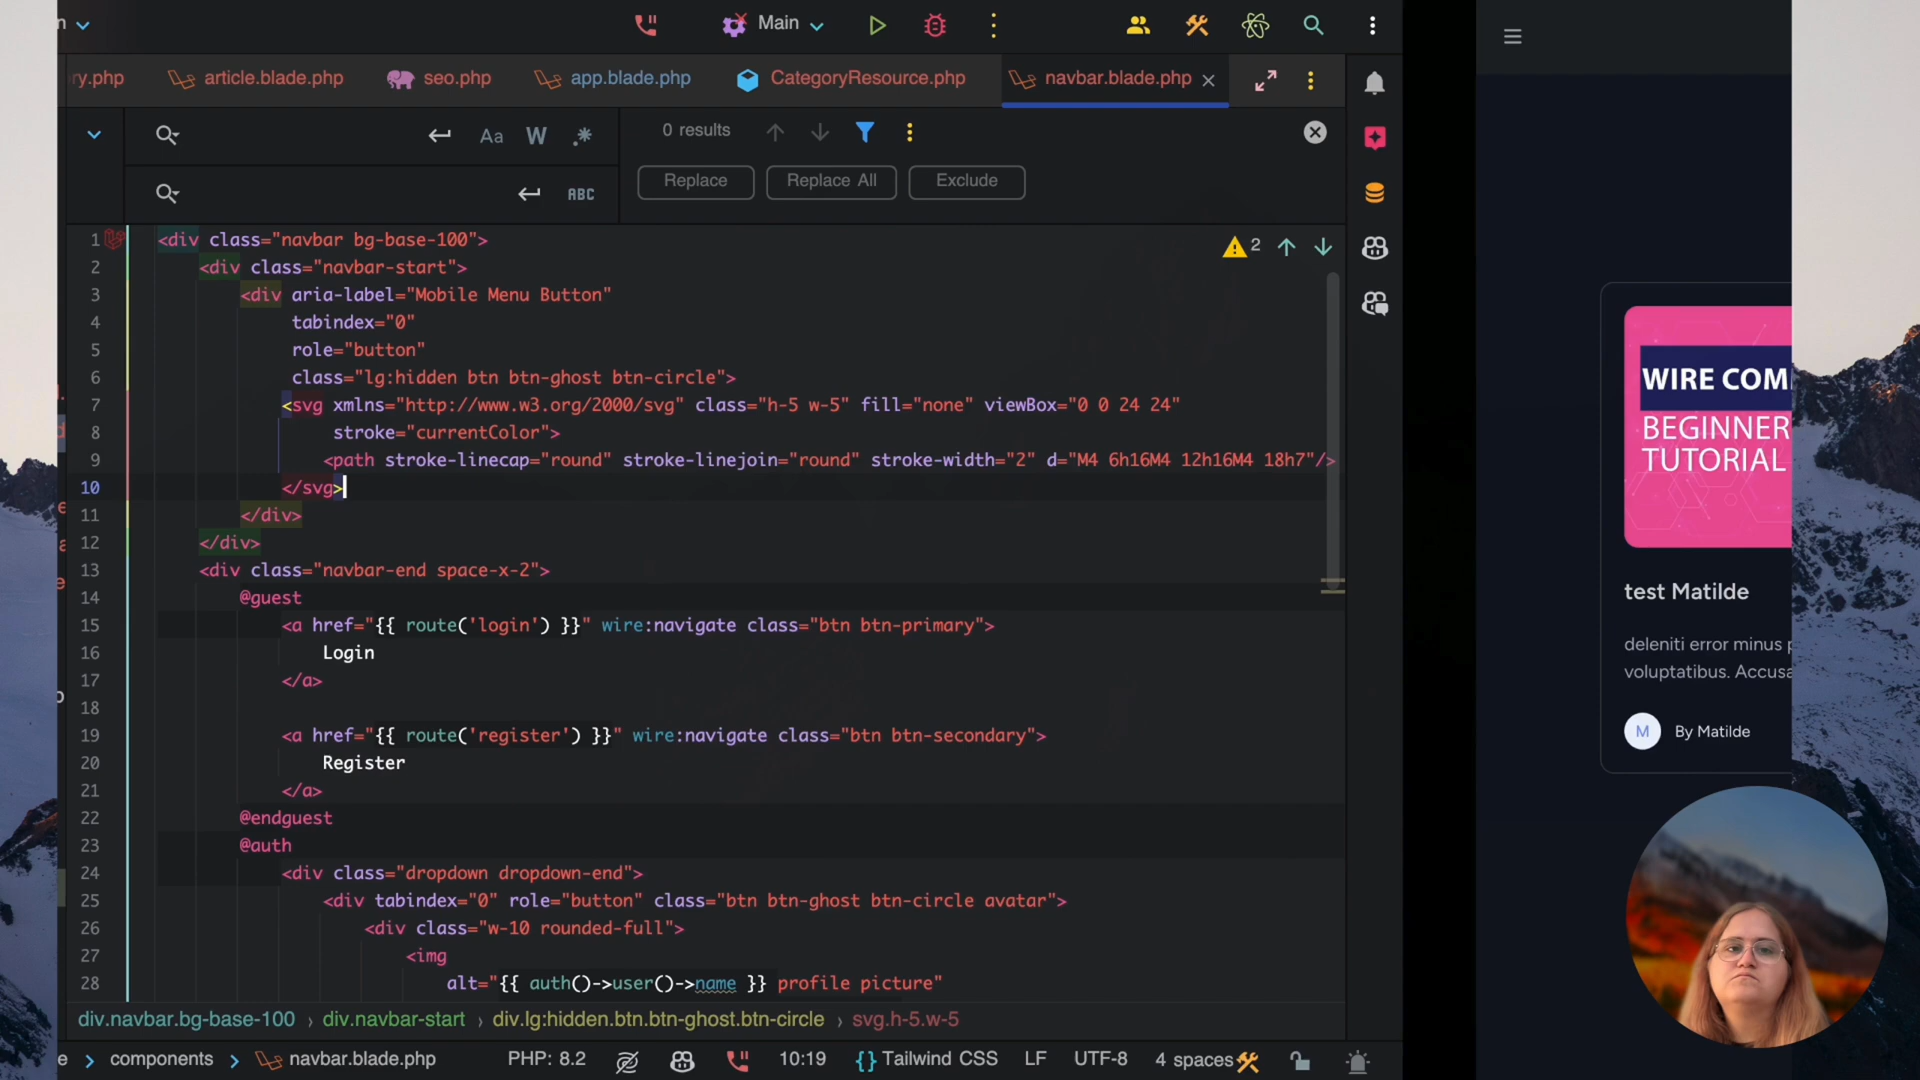 n
Main
ry.php
article.blade.php
seo.php
app.blade.php
CategoryResource.php
navbar.blade.php
Aa
W
.*
0 results
ABC
Replace
Replace All
Exclude
2
1 <div class="navbar bg-base-100">
2 <div class="navbar-start">
3 <div aria-label="Mobile Menu Button"
4 tabindex="0"
5 role="button"
6 class="lg:hidden btn btn-ghost btn-circle">
7 <svg xmlns="http://www.w3.org/2000/svg" class="h-5 w-5" fill="none" viewBox="0 0 24 24"
8 stroke="currentColor">
9 <path stroke-linecap="round" stroke-linejoin="round" stroke-width="2" d="M4 6h16M4 12h16M4 18h7"/>
10 </svg>
11 </div>
12 </div>
13 <div class="navbar-end space-x-2">
14 @guest
15 <a href="{{ route('login') }}" wire:navigate class="btn btn-primary">
16 Login
17 </a>
18
19 <a href="{{ route('register') }}" wire:navigate class="btn btn-secondary">
20 Register
21 </a>
22 @endguest
23 @auth
24 <div class="dropdown dropdown-end">
25 <div tabindex="0" role="button" class="btn btn-ghost btn-circle avatar">
26 <div class="w-10 rounded-full">
27 <img
28 alt="{{ auth()->user()->name }} profile picture"
div.navbar.bg-base-100 › div.navbar-start › div.lg:hidden.btn.btn-ghost.btn-circle › svg.h-5.w-5
e › components › navbar.blade.php
PHP: 8.2
10:19
{} Tailwind CSS
LF
UTF-8
4 spaces
WIRE COM
BEGINNER
TUTORIAL
test Matilde
deleniti error minus
voluptatibus. Accusa
M
By Matilde